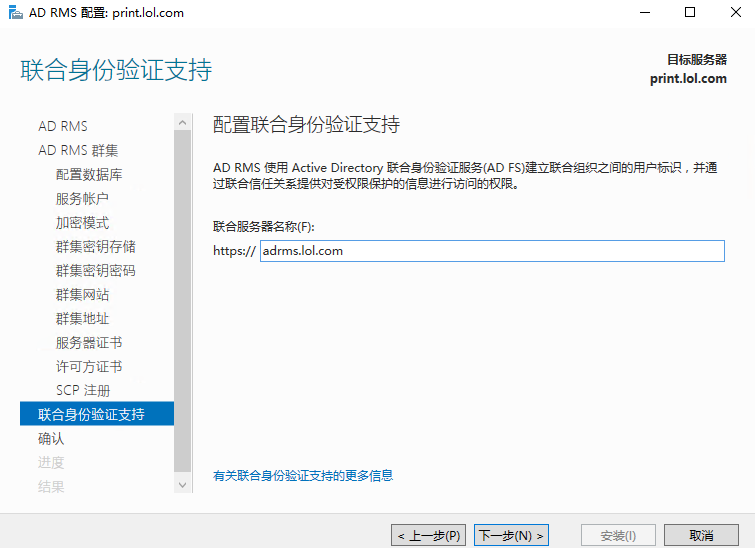 AD RMS 配置: print.lol.com
联合身份验证支持
目标服务器
print.lol.com
AD RMS
AD RMS 群集
配置数据库
服务帐户
加密模式
群集密钥存储
群集密钥密码
群集网站
群集地址
服务器证书
许可方证书
SCP 注册
联合身份验证支持
确认
进度
结果
配置联合身份验证支持
AD RMS 使用 Active Directory 联合身份验证服务(AD FS)建立联合组织之间的用户标识，并通
过联合信任关系提供对受权限保护的信息进行访问的权限。
联合服务器名称(F):
https:// adrms.lol.com
有关联合身份验证支持的更多信息
< 上一步(P) 下一步(N) > 安装(I) 取消